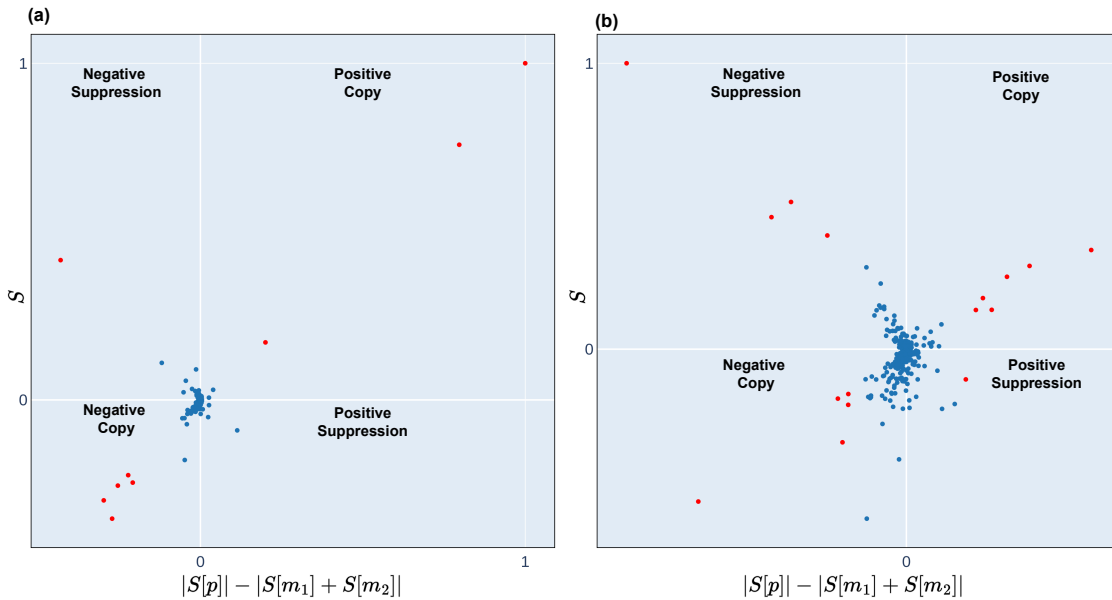 (a)
1
Negative
Suppression
Positive
Copy
S
0
Negative
Copy
Positive
Suppression
0
1
|S[p]| − |S[m₁] + S[m₂]|
(b)
1
Negative
Suppression
Positive
Copy
S
0
Negative
Copy
Positive
Suppression
0
|S[p]| − |S[m₁] + S[m₂]|